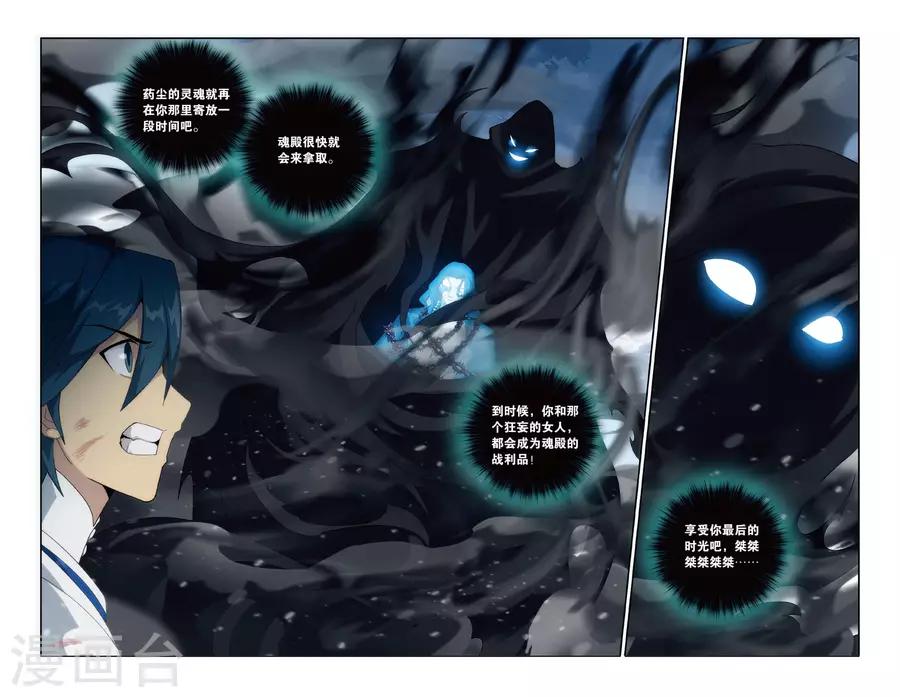 药尘的灵魂就再
在你那里寄放一
段时间吧。
魂殿很快就
会来拿取。
到时候，你和那
个狂妄的女人，
都会成为魂殿的
战利品！
享受你最后的
时光吧，桀桀
桀桀桀桀……
漫画台